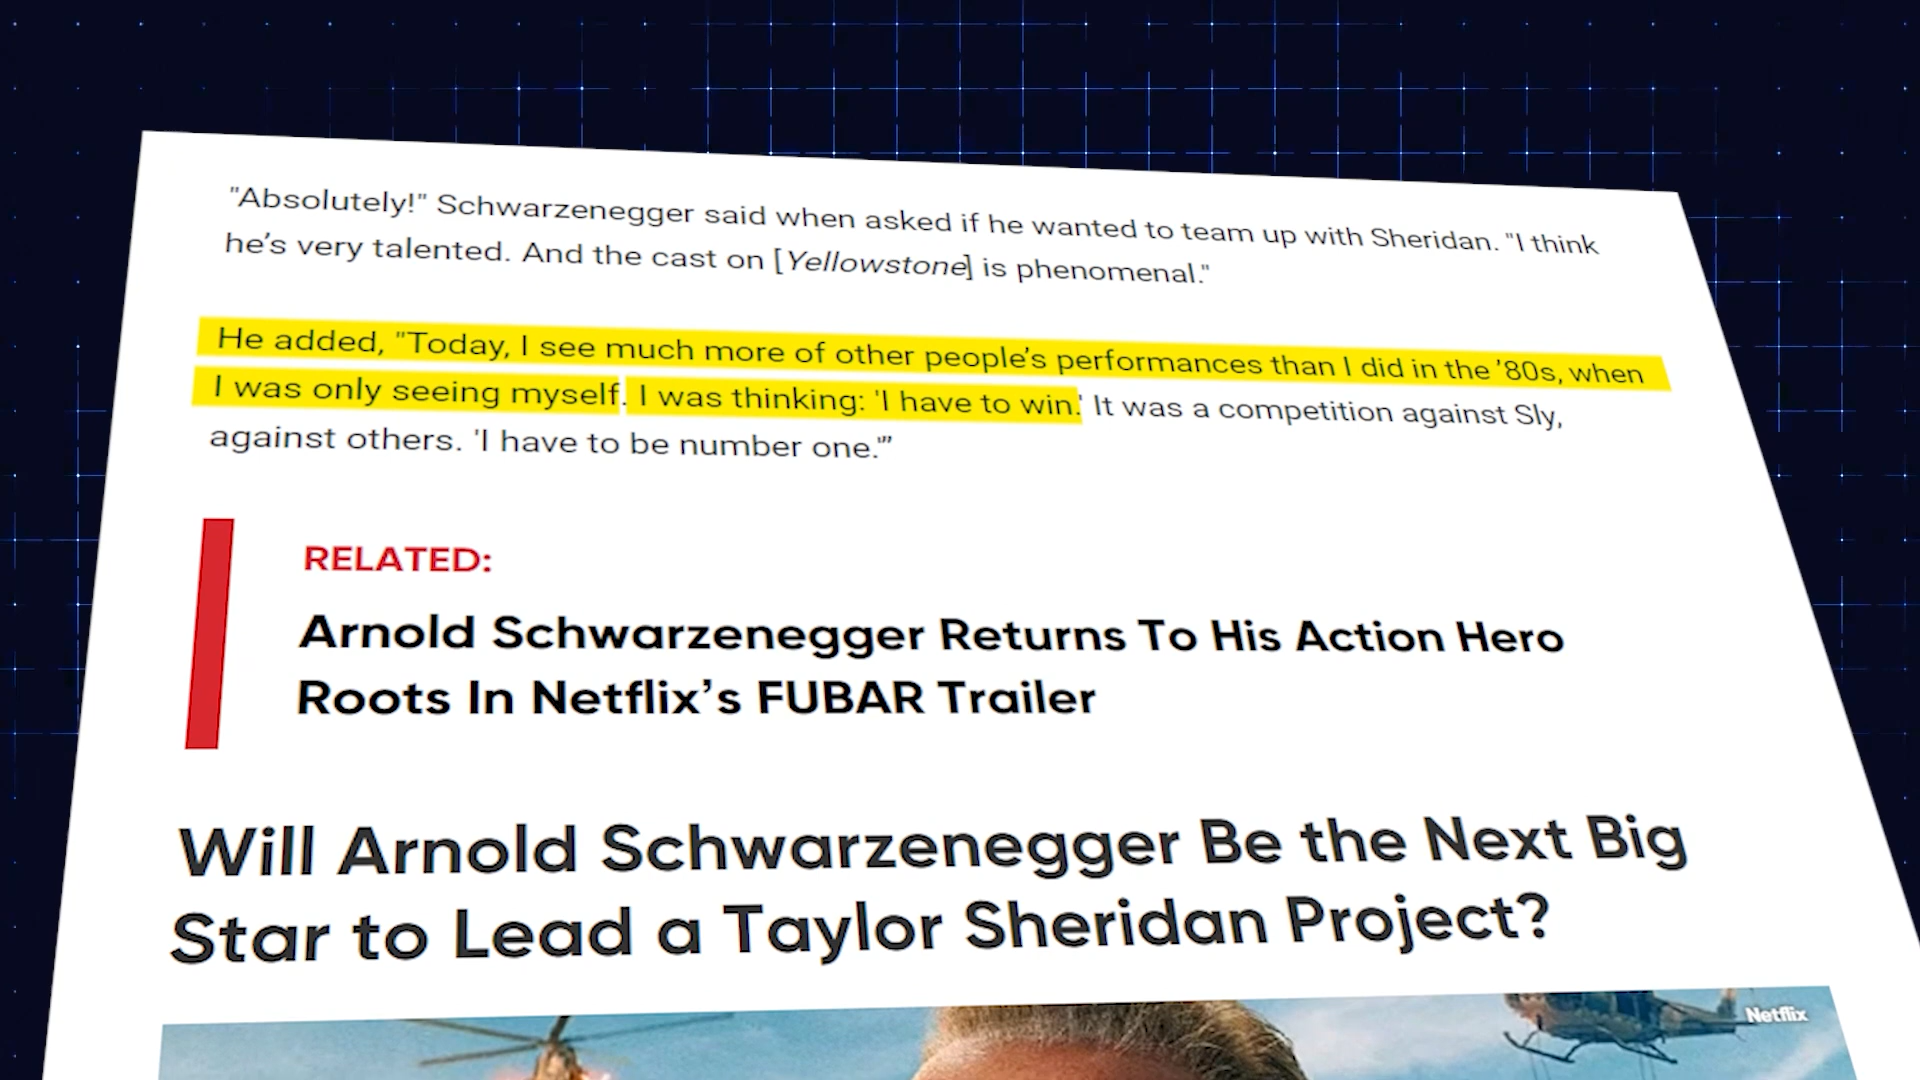 "Absolutely!" Schwarzenegger said when asked if he wanted to team up with Sheridan. "I think
he’s very talented. And the cast on [Yellowstone] is phenomenal."
He added, "Today, I see much more of other people’s performances than I did in the ’80s, when
I was only seeing myself. I was thinking: 'I have to win.' It was a competition against Sly,
against others. 'I have to be number one.'”
RELATED:
Arnold Schwarzenegger Returns To His Action Hero
Roots In Netflix’s FUBAR Trailer
Will Arnold Schwarzenegger Be the Next Big
Star to Lead a Taylor Sheridan Project?
Netflix